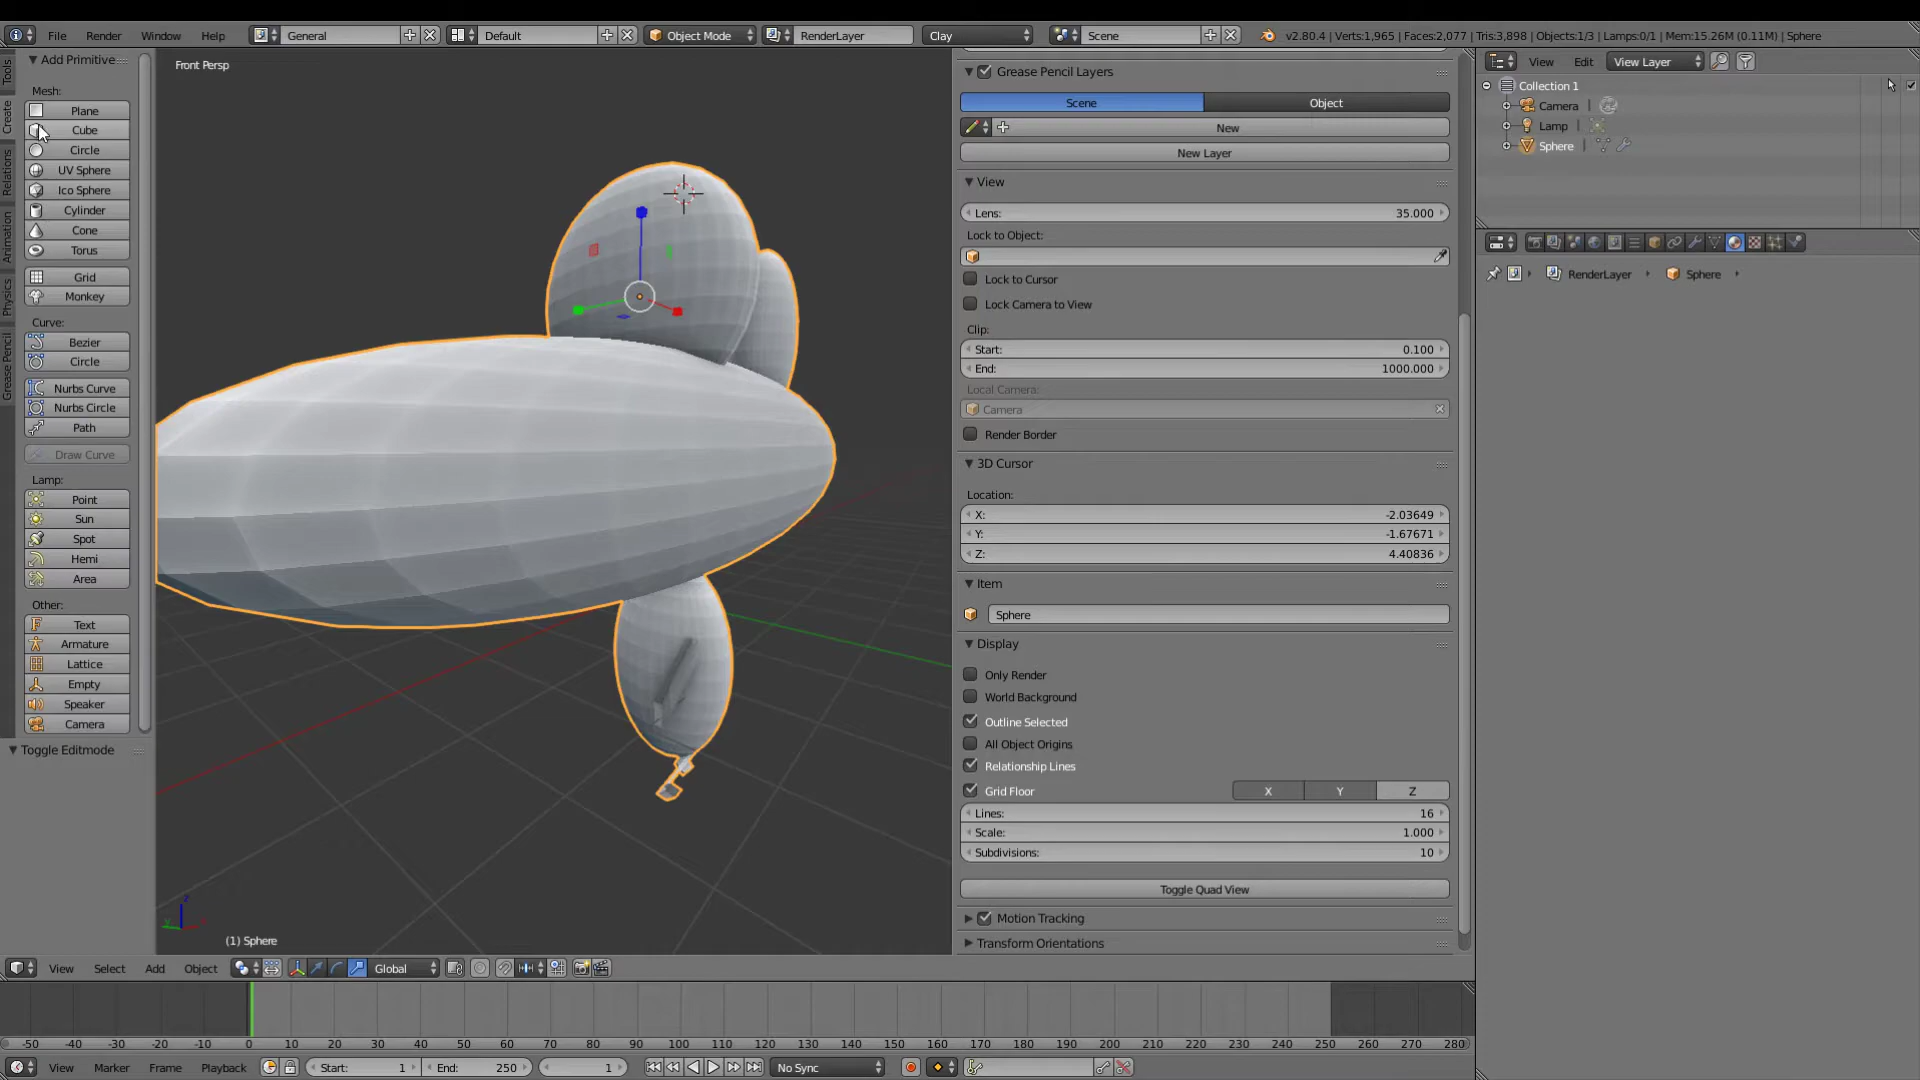 File Render Window Help General Default Object Mode RenderLayer Clay Scene v2.80.4 | Verts:1,965 | Faces:2,077 | Tris:3,898 | Objects:1/3 | Lamps:0/1 | Mem:15.26M (0.11M) | Sphere
Tools
Create
Relations
Animation
Physics
Grease Pencil
Add Primitive
Mesh:
Plane
Cube
Circle
UV Sphere
Ico Sphere
Cylinder
Cone
Torus
Grid
Monkey
Curve:
Bezier
Circle
Nurbs Curve
Nurbs Circle
Path
Draw Curve
Lamp:
Point
Sun
Spot
Hemi
Area
Other:
Text
Armature
Lattice
Empty
Speaker
Camera
Toggle Editmode
Front Persp
(1) Sphere
Grease Pencil Layers
Scene Object
New
New Layer
View
Lens: 35.000
Lock to Object:
Lock to Cursor
Lock Camera to View
Clip:
Start: 0.100
End: 1000.000
Local Camera:
Camera
Render Border
3D Cursor
Location:
X: -2.03649
Y: -1.67671
Z: 4.40836
Item
Sphere
Display
Only Render
World Background
Outline Selected
All Object Origins
Relationship Lines
Grid Floor X Y Z
Lines: 16
Scale: 1.000
Subdivisions: 10
Toggle Quad View
Motion Tracking
Transform Orientations
View Edit View Layer
Collection 1
Camera
Lamp
Sphere
RenderLayer Sphere
View Select Add Object Global
-50 -40 -30 -20 -10 0 10 20 30 40 50 60 70 80 90 100 110 120 130 140 150 160 170 180 190 200 210 220 230 240 250 260 270 280
View Marker Frame Playback Start: 1 End: 250 1 No Sync